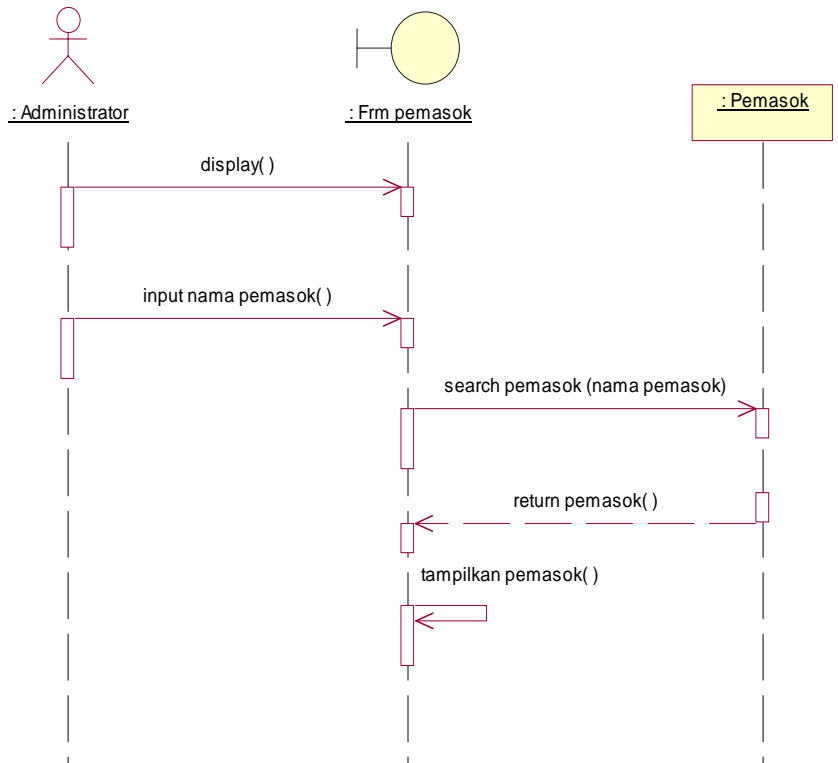 : Administrator
: Frm pemasok
: Pemasok
display( )
input nama pemasok( )
search pemasok (nama pemasok)
return pemasok( )
tampilkan pemasok( )